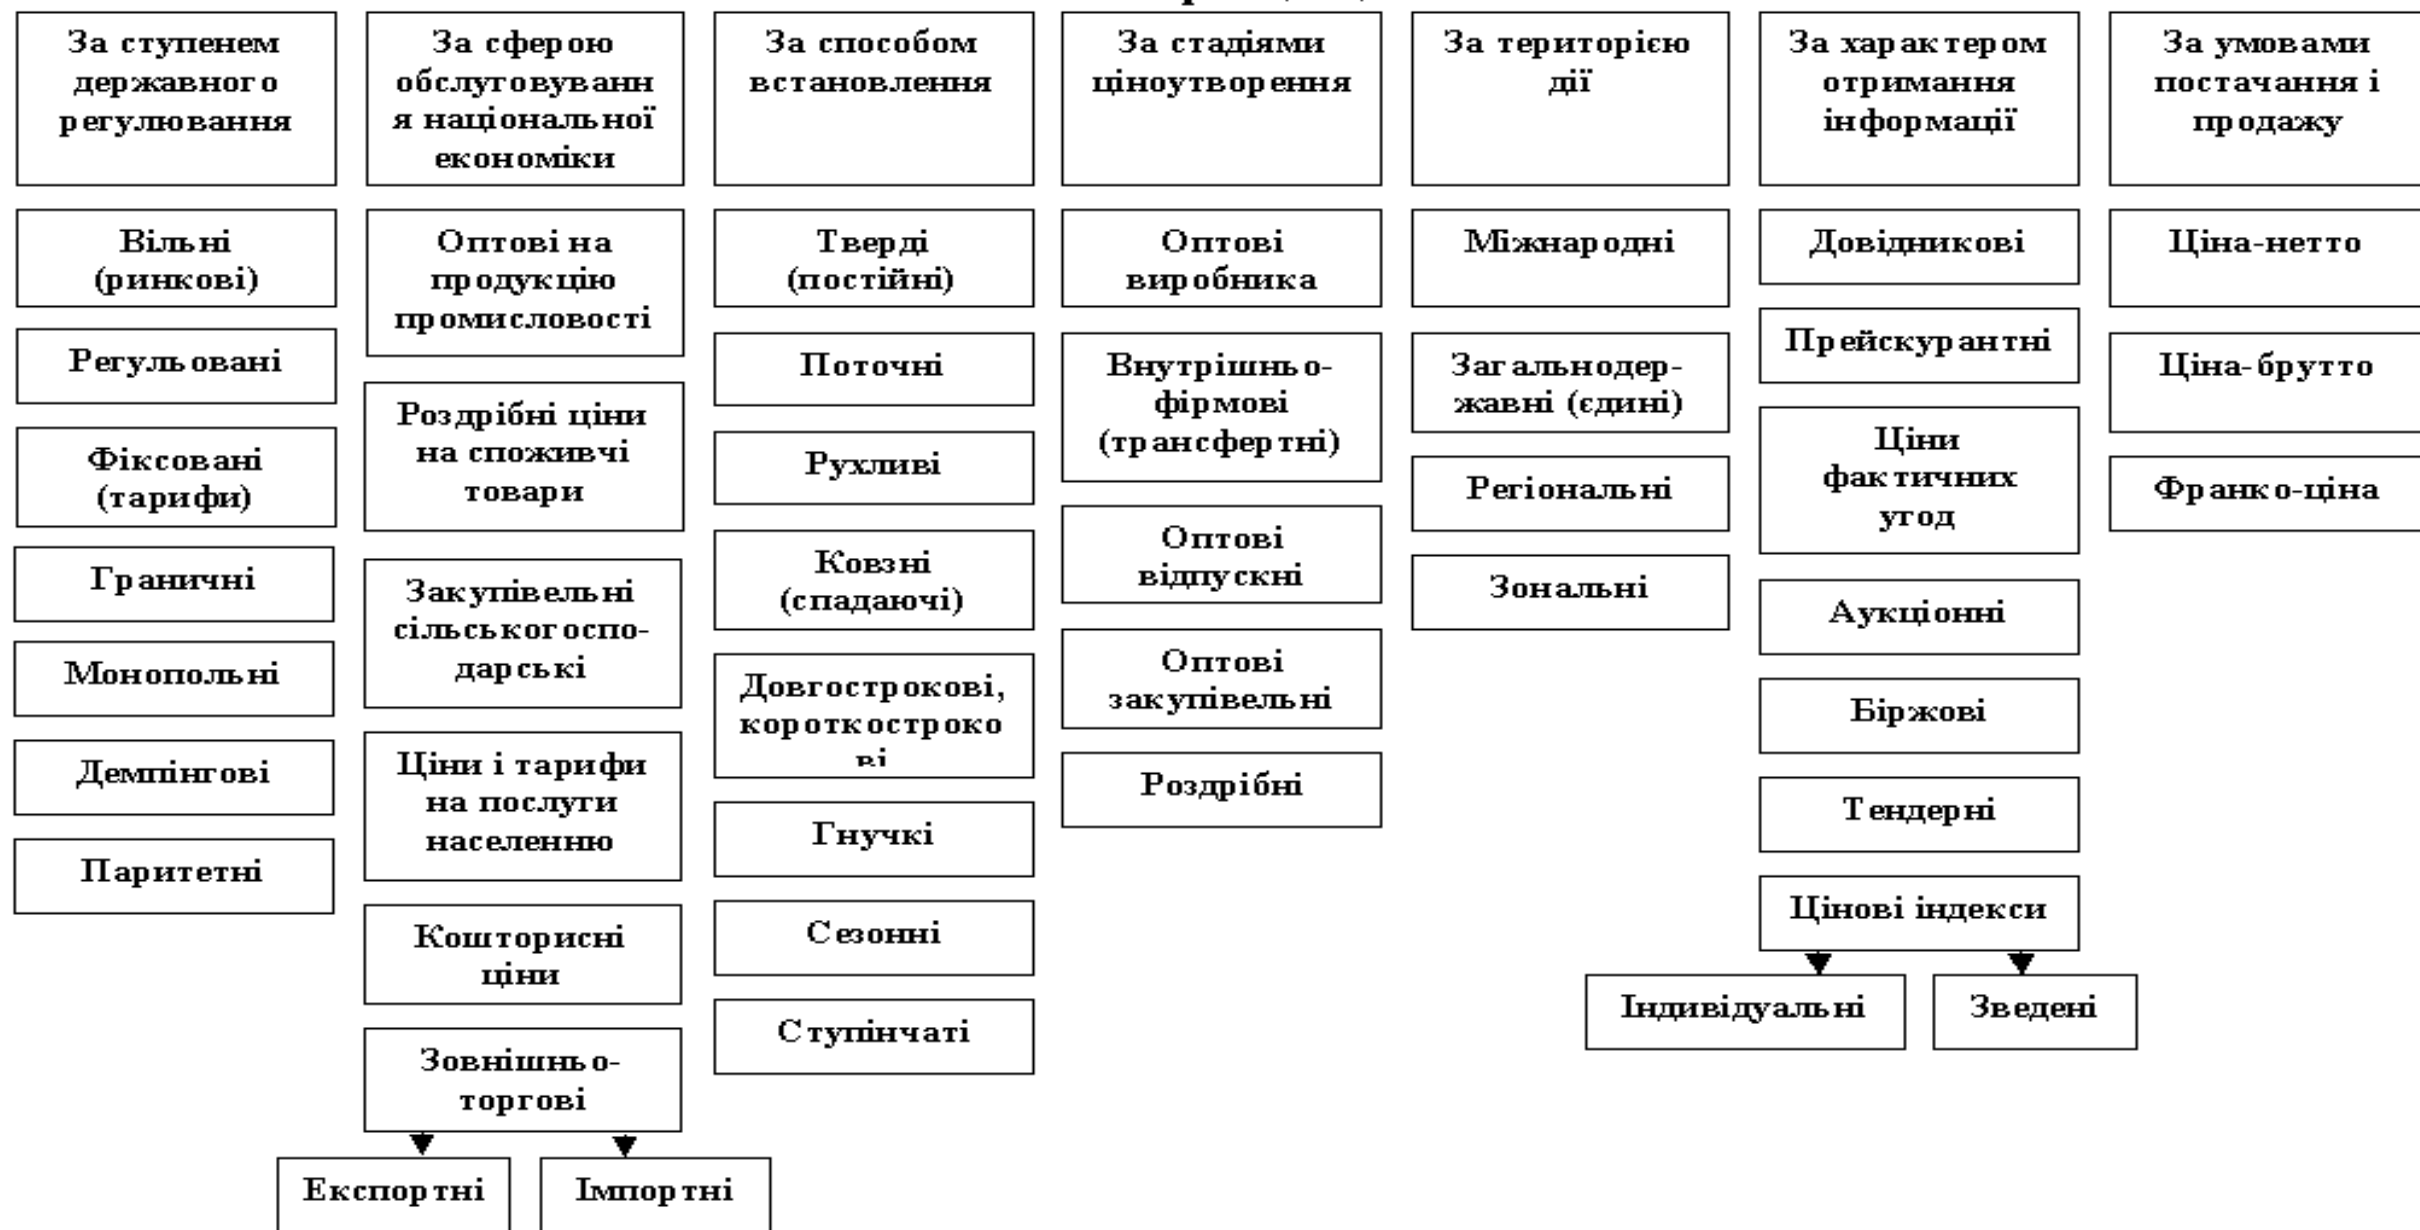 За ступенем
державного
регулювання
Вільні
(ринкові)
Регульовані
Фіксовані
(тарифи)
Граничні
Монопольні
Демпінгові
Паритетні
За сферою
обслуговуванн
я національної
економіки
Оптові на
продукцію
промисловості
Роздрібні ціни
на споживчі
товари
Закупівельні
сільськогоспо-
дарські
Ціни і тарифи
на послуги
населенню
Кошторисні
ціни
Зовнішньо-
торгові
Експортні
Імпортні
За способом
встановлення
Тверді
(постійні)
Поточні
Рухливі
Ковзні
(спадаючі)
Довгострокові,
короткостроко
ві
Гнучкі
Сезонні
Ступінчаті
За стадіями
ціноутворення
Оптові
виробника
Внутрішньо-
фірмові
(трансфертні)
Оптові
відпускні
Оптові
закупівельні
Роздрібні
За територією
дії
Міжнародні
Загальнодер-
жавні (єдині)
Регіональні
Зональні
За характером
отримання
інформації
Довідникові
Прейскурантні
Ціни
фактичних
угод
Аукціонні
Біржові
Тендерні
Цінові індекси
Індивідуальні
Зведені
За умовами
постачання і
продажу
Ціна-нетто
Ціна-брутто
Франко-ціна